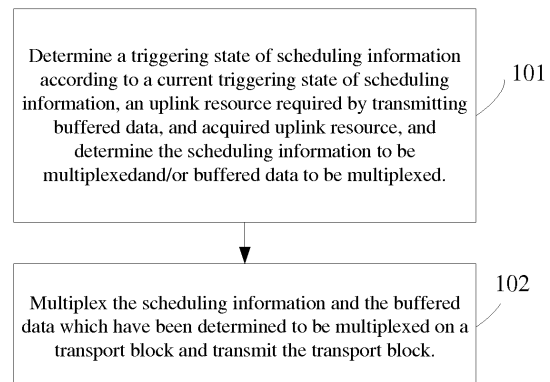 Determine a triggering state of scheduling information
according to a current triggering state of scheduling
information, an uplink resource required by transmitting
buffered data, and acquired uplink resource, and
determine the scheduling information to be
multiplexedand/or buffered data to be multiplexed.
101
Multiplex the scheduling information and the buffered
data which have been determined to be multiplexed on a
transport block and transmit the transport block.
102